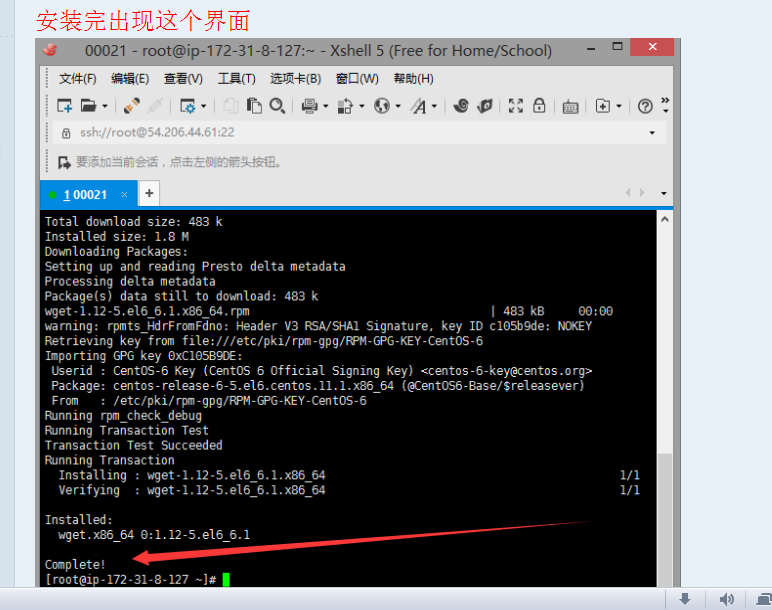 安装完出现这个界面
00021 - root@ip-172-31-8-127:~ - Xshell 5 (Free for Home/School)
文件(F) 编辑(E) 查看(V) 工具(T) 选项卡(B) 窗口(W) 帮助(H)
ssh://root@54.206.44.61:22
要添加当前会话，点击左侧的箭头按钮。
1 00021
Total download size: 483 k
Installed size: 1.8 M
Downloading Packages:
Setting up and reading Presto delta metadata
Processing delta metadata
Package(s) data still to download: 483 k
wget-1.12-5.el6_6.1.x86_64.rpm | 483 kB 00:00
warning: rpmts_HdrFromFdno: Header V3 RSA/SHA1 Signature, key ID c105b9de: NOKEY
Retrieving key from file:///etc/pki/rpm-gpg/RPM-GPG-KEY-CentOS-6
Importing GPG key 0xC105B9DE:
Userid : CentOS-6 Key (CentOS 6 Official Signing Key) <centos-6-key@centos.org>
Package: centos-release-6-5.el6.centos.11.1.x86_64 (@CentOS6-Base/$releasever)
From : /etc/pki/rpm-gpg/RPM-GPG-KEY-CentOS-6
Running rpm_check_debug
Running Transaction Test
Transaction Test Succeeded
Running Transaction
Installing : wget-1.12-5.el6_6.1.x86_64 1/1
Verifying : wget-1.12-5.el6_6.1.x86_64 1/1
Installed:
wget.x86_64 0:1.12-5.el6_6.1
Complete!
[root@ip-172-31-8-127 ~]#